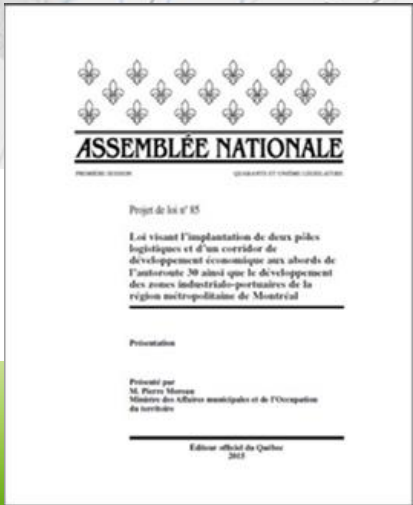 ASSEMBLÉE NATIONALE
PREMIÈRE SESSION QUARANTE ET UNIÈME LÉGISLATURE
Projet de loi n° 85
Loi visant l'implantation de deux pôles
logistiques et d'un corridor de
développement économique aux abords de
l'autoroute 30 ainsi que le développement
des zones industrialo-portuaires de la
région métropolitaine de Montréal
Présentation
Présenté par
M. Pierre Moreau
Ministre des Affaires municipales et de l'Occupation
du territoire
Éditeur officiel du Québec
2015